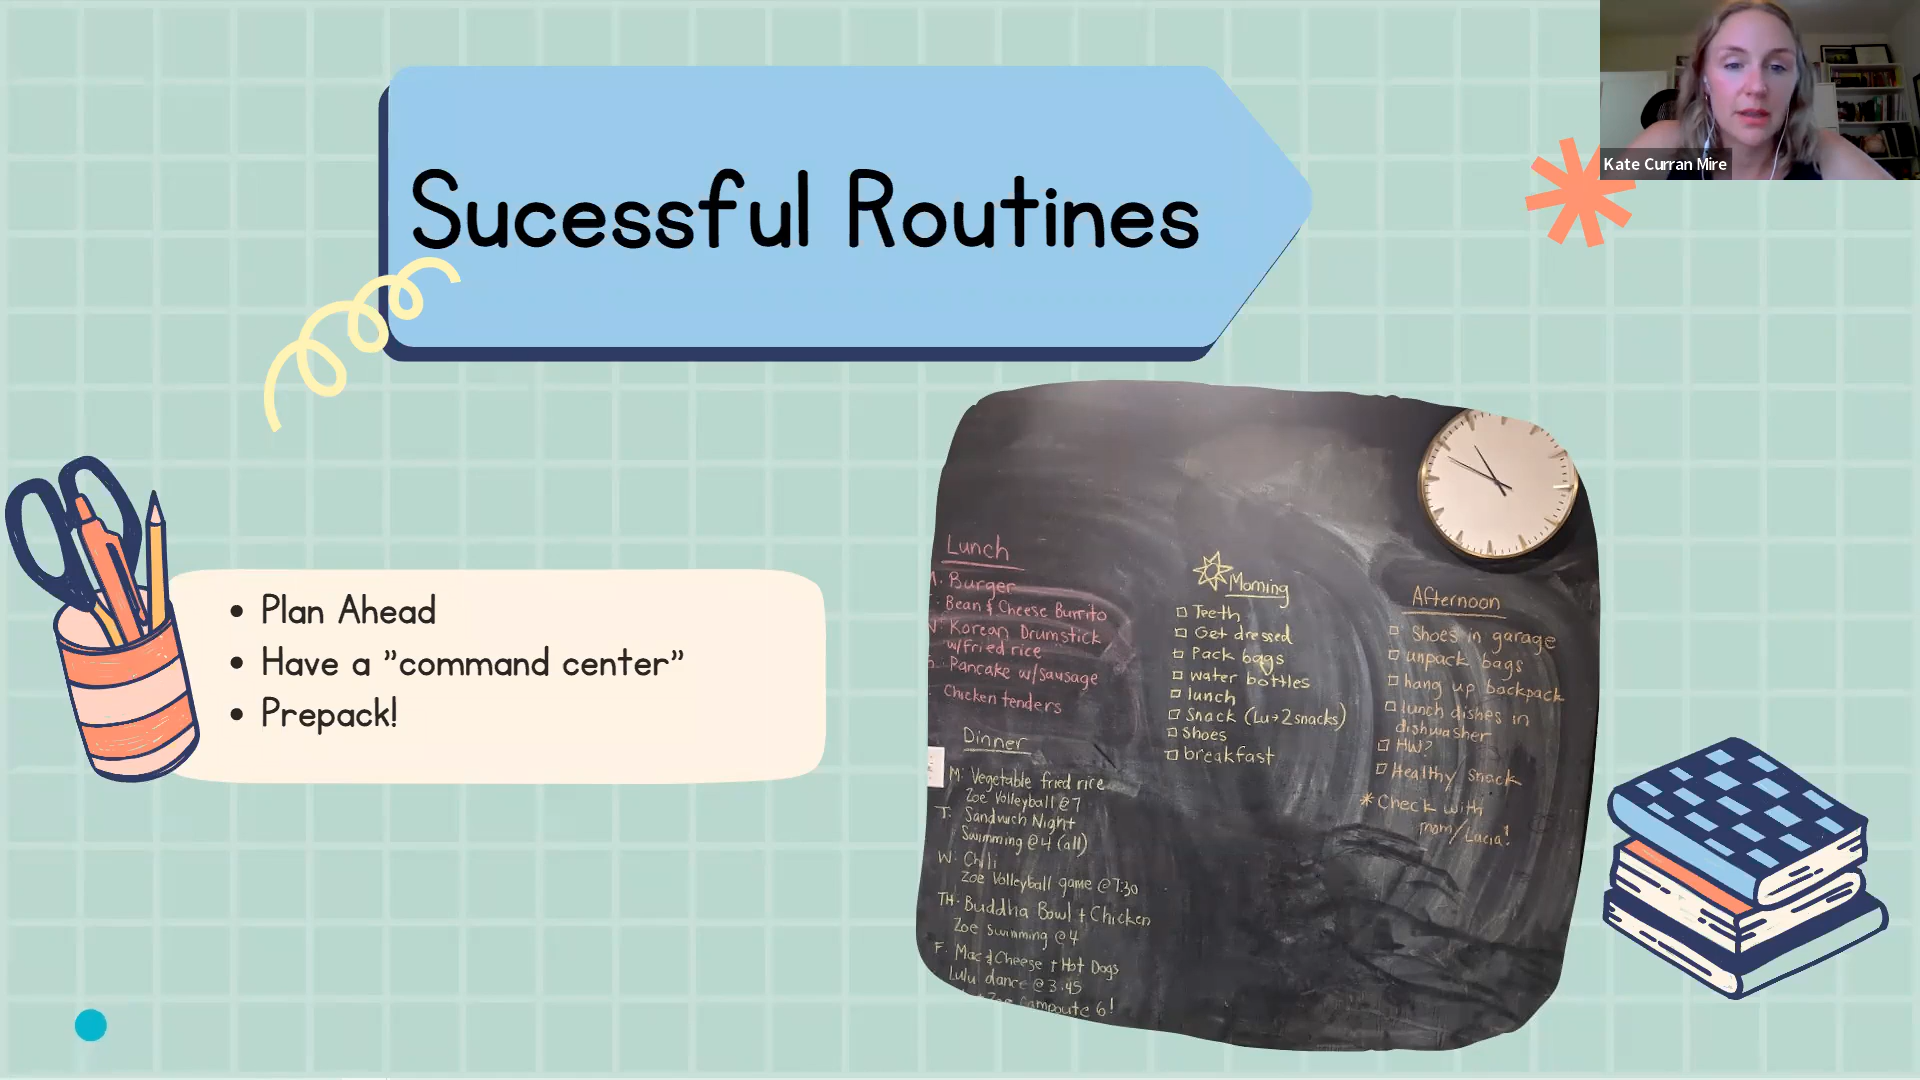 Kate Curran Mire
Sucessful Routines
• Plan Ahead
• Have a "command center"
• Prepack!
Lunch
Burger
Bean & Cheese Burrito
Korean Drumstick
w/fried rice
Pancake w/sausage
Chicken tenders
Dinner
M: Vegetable fried rice
Zoe Volleyball @ 7
T: Sandwich Night
Swimming @ 4 (all)
W: Chili
Zoe Volleyball game @ 7:30
TH: Buddha Bowl + Chicken
Zoe Swimming @ 4
F: Mac & Cheese + Hot Dogs
Lulu dance @ 3:45
Zoe Campoute 6!
Morning
Teeth
Get dressed
Pack bags
water bottles
lunch
Snack (Lu→2 snacks)
Shoes
breakfast
Afternoon
Shoes in garage
unpack bags
hang up backpack
lunch dishes in
dishwasher
HW?
Healthy snack
* Check with
mom/Lucia!